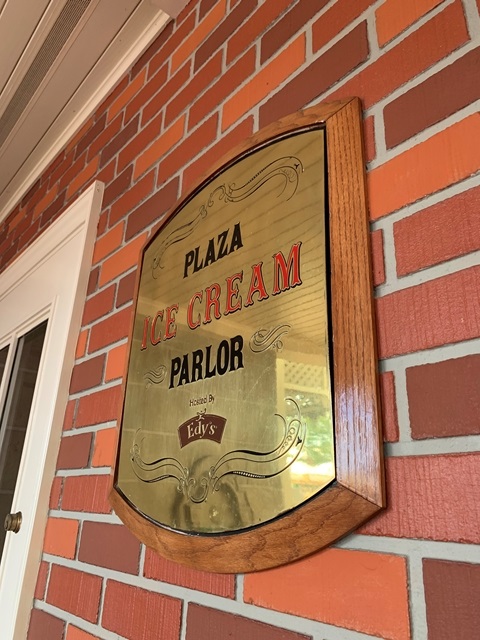 PLAZA
ICE CREAM
PARLOR
Hosted By
Edy's